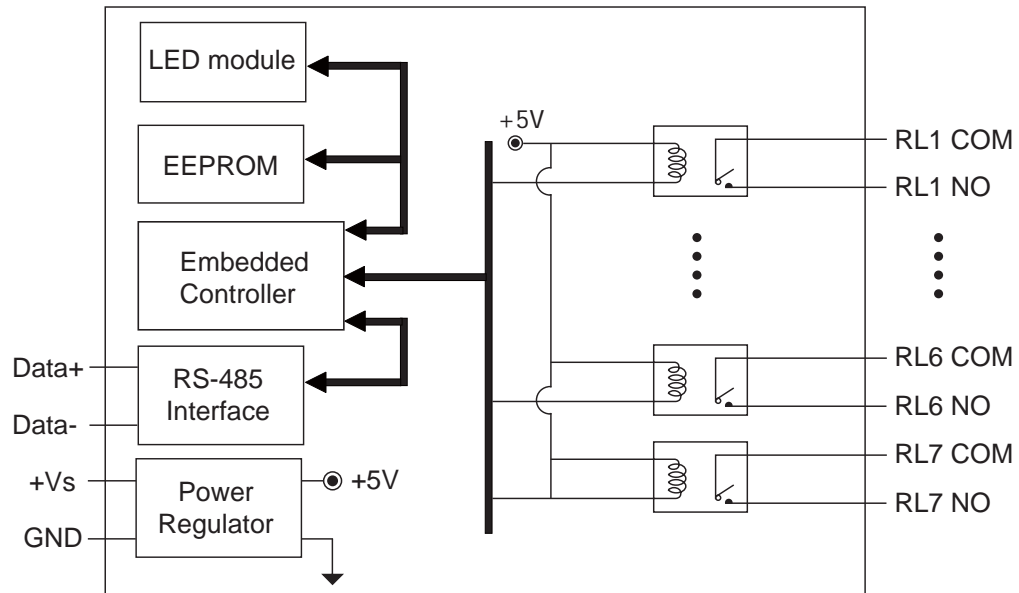 LED module
EEPROM
Embedded
Controller
RS-485
Interface
Power
Regulator
Data+
Data-
+Vs
GND
+5V
+5V
RL1 COM
RL1 NO
RL6 COM
RL6 NO
RL7 COM
RL7 NO